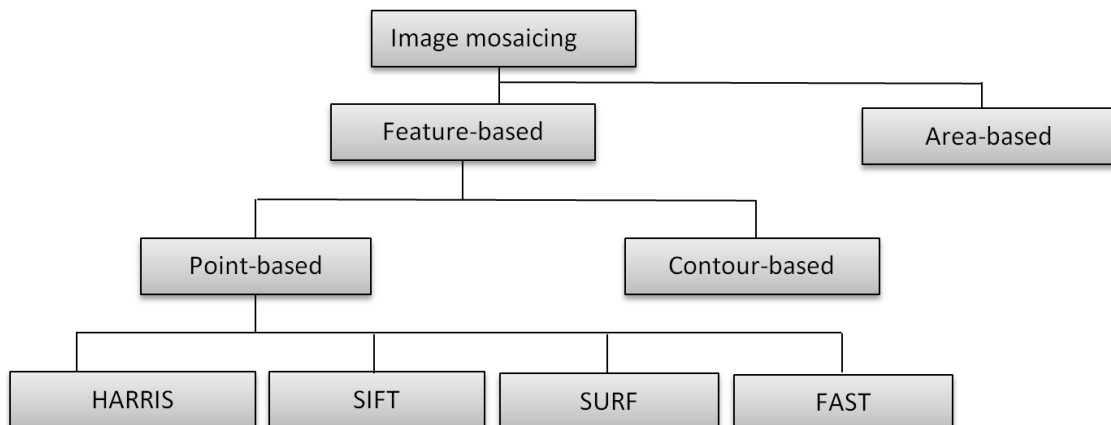 Image mosaicing
Feature-based
Area-based
Point-based
Contour-based
HARRIS
SIFT
SURF
FAST